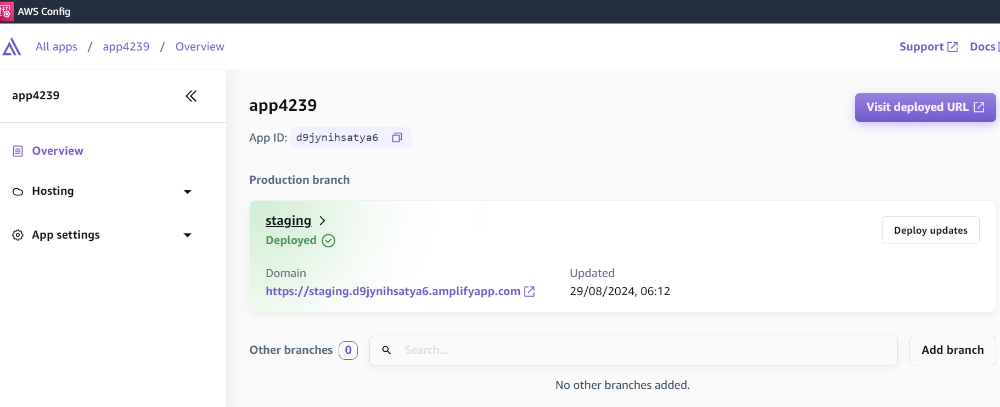 AWS Config
All apps / app4239 / Overview
Support
Docs
app4239
Overview
Hosting
App settings
app4239
Visit deployed URL
App ID: d9jynihsatya6
Production branch
staging
Deployed
Deploy updates
Domain
https://staging.d9jynihsatya6.amplifyapp.com
Updated
29/08/2024, 06:12
Other branches 0
Search...
Add branch
No other branches added.